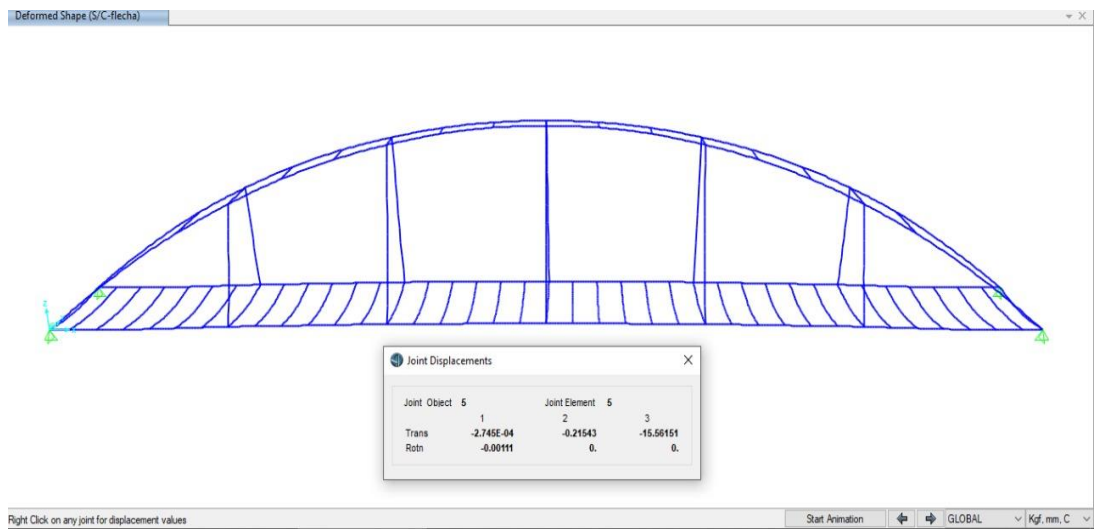 Deformed Shape (S/C-flecha)
Joint Displacements
Joint Object 5 Joint Element 5
1 2 3
Trans -2.745E-04 -0.21543 -15.56151
Rotn -0.00111 0. 0.
Right Click on any joint for displacement values
Start Animation
GLOBAL
Kgf, mm, C